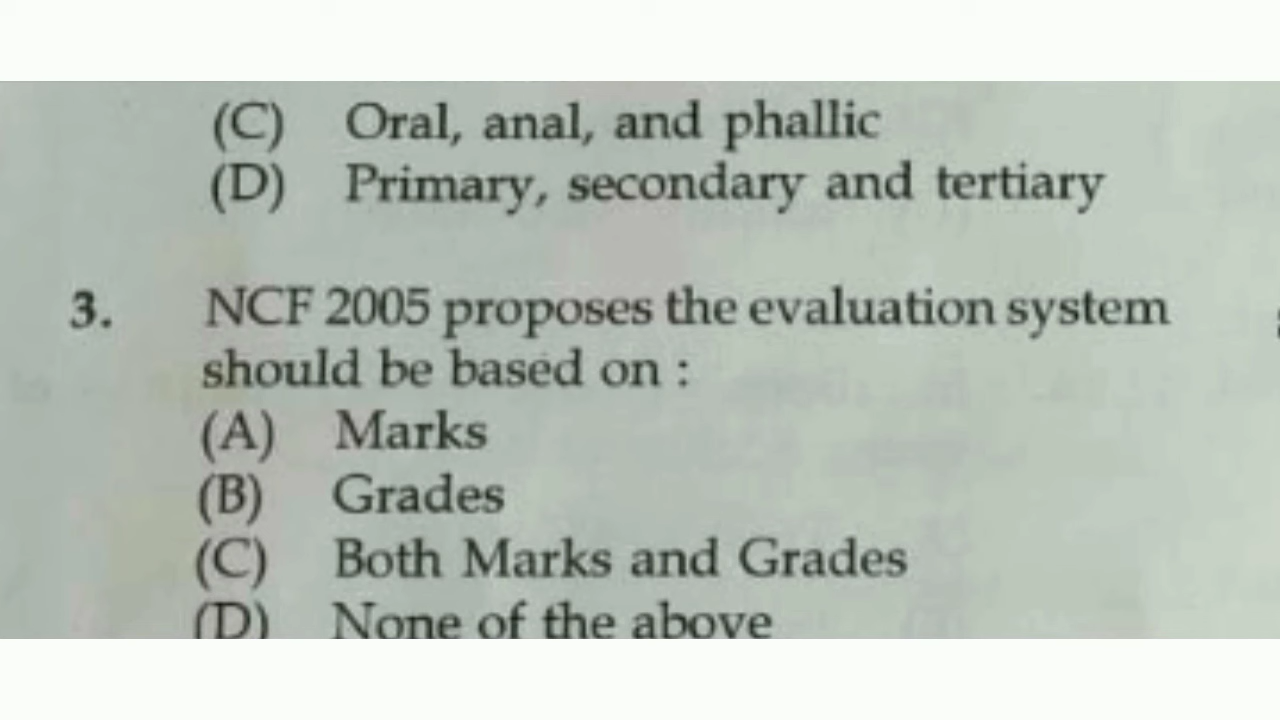 (C) Oral, anal, and phallic
(D) Primary, secondary and tertiary
3. NCF 2005 proposes the evaluation system
should be based on :
(A) Marks
(B) Grades
(C) Both Marks and Grades
(D) None of the above